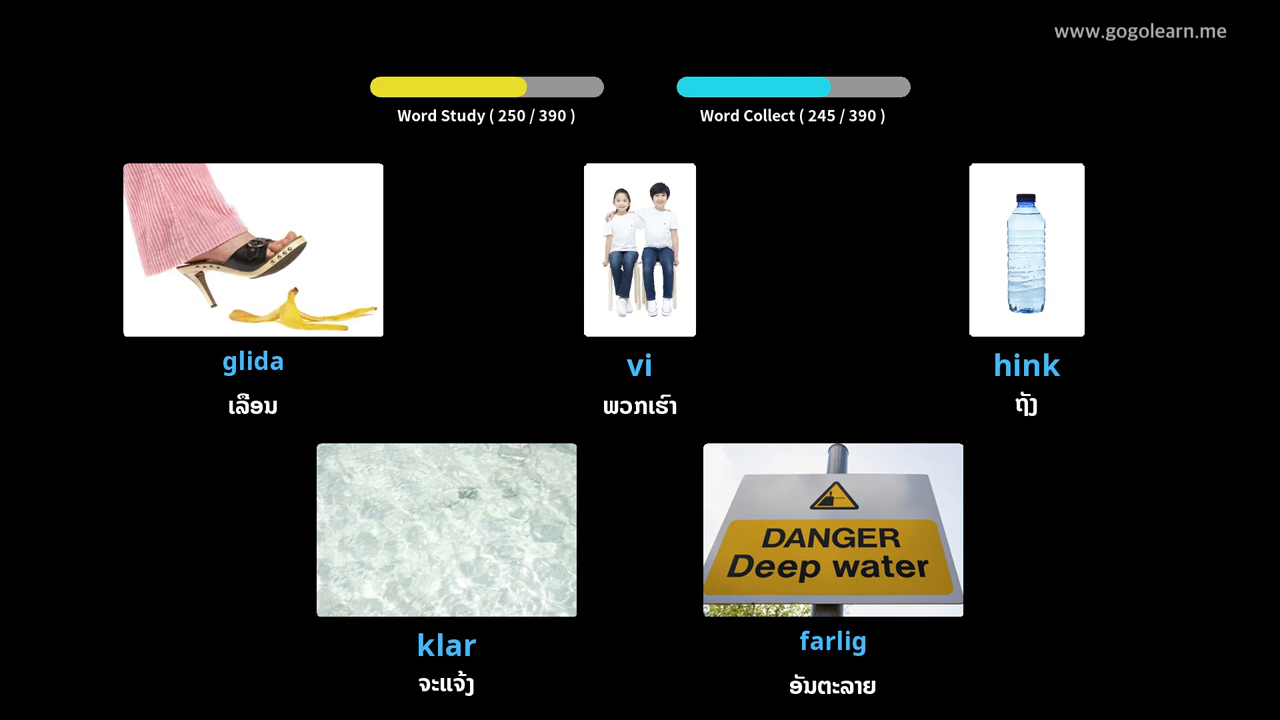 www.gogolearn.me
Word Study ( 250 / 390 )
Word Collect ( 245 / 390 )
glida
ເລືອນ
vi
ພວກເຮົາ
hink
ຖັງ
klar
ຈະແຈ້ງ
DANGER
Deep water
farlig
ອັນຕະລາຍ